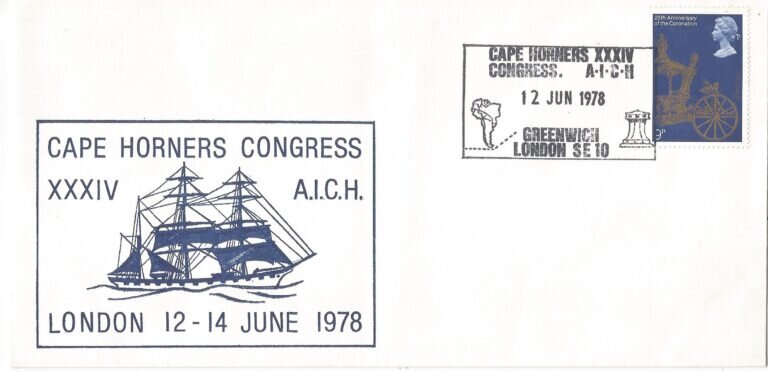 CAPE HORNERS CONGRESS
XXXIV A.I.C.H.
LONDON 12-14 JUNE 1978
CAPE HORNERS XXXIV
CONGRESS. A·I·C·H
12 JUN 1978
GREENWICH
LONDON SE10
25th Anniversary
of the Coronation
9P